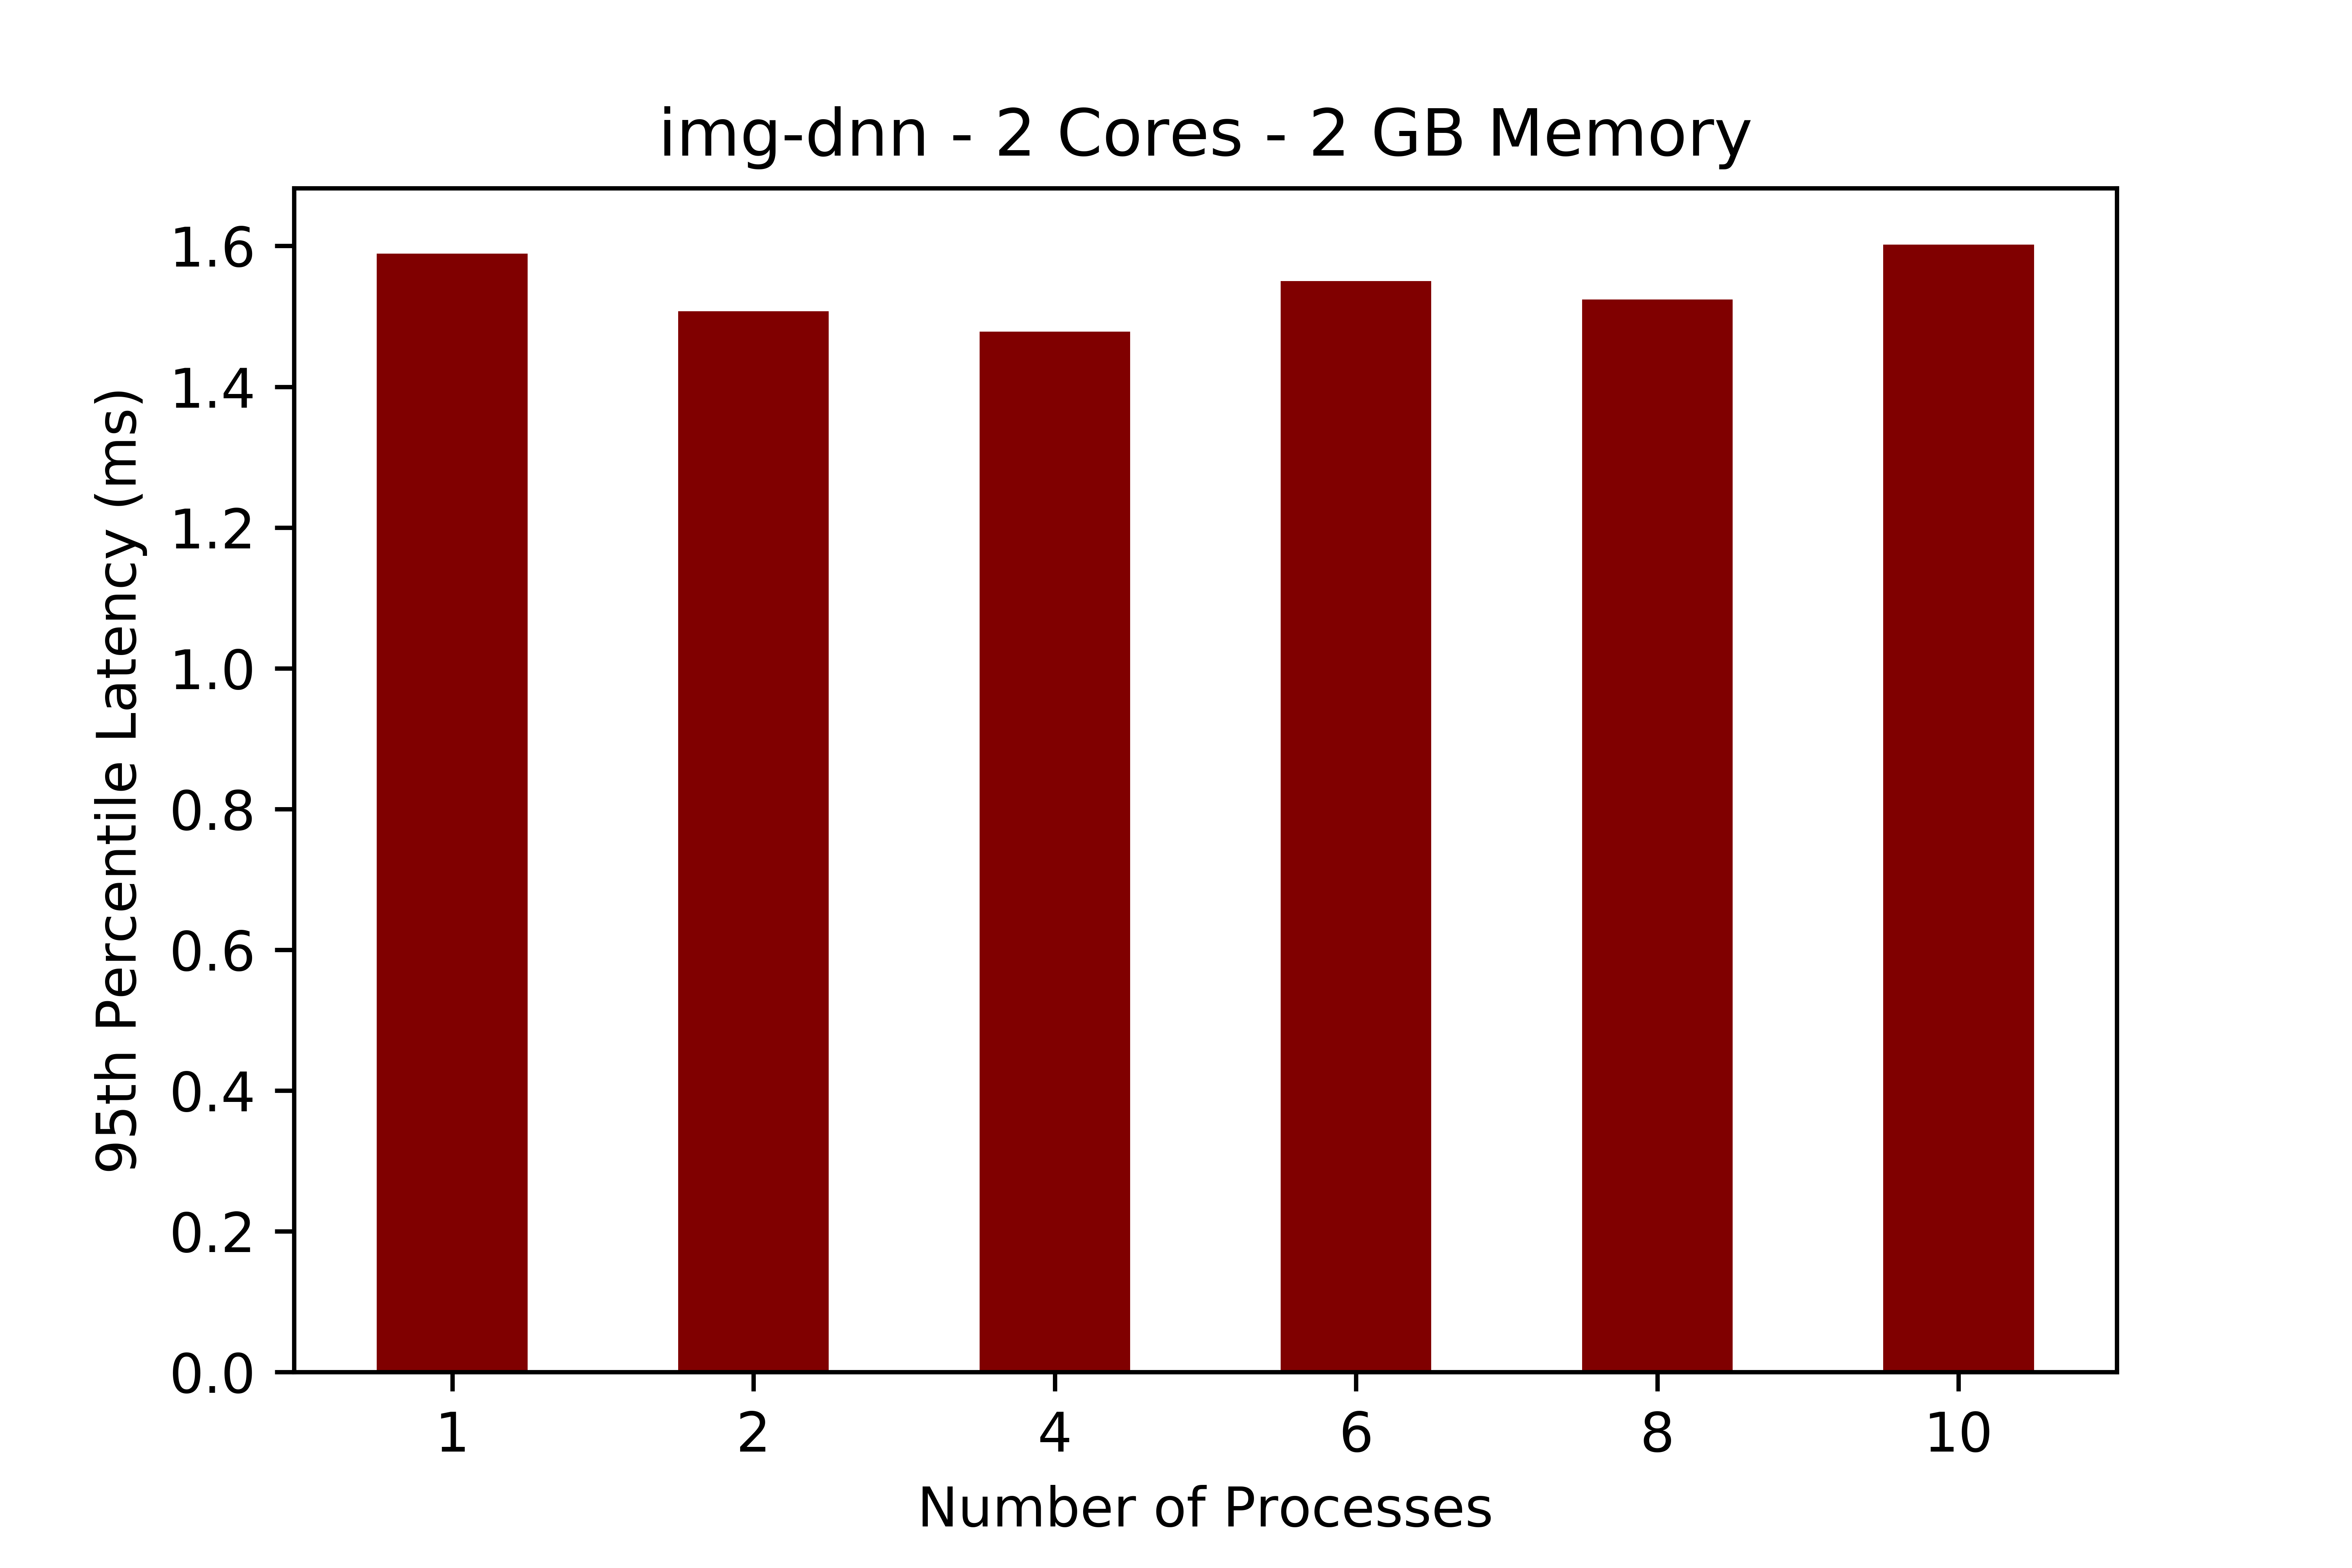 img-dnn - 2 Cores - 2 GB Memory
95th Percentile Latency (ms)
1.6
1.4
1.2
1.0
0.8
0.6
0.4
0.2
0.0
1 2 4 6 8 10
Number of Processes